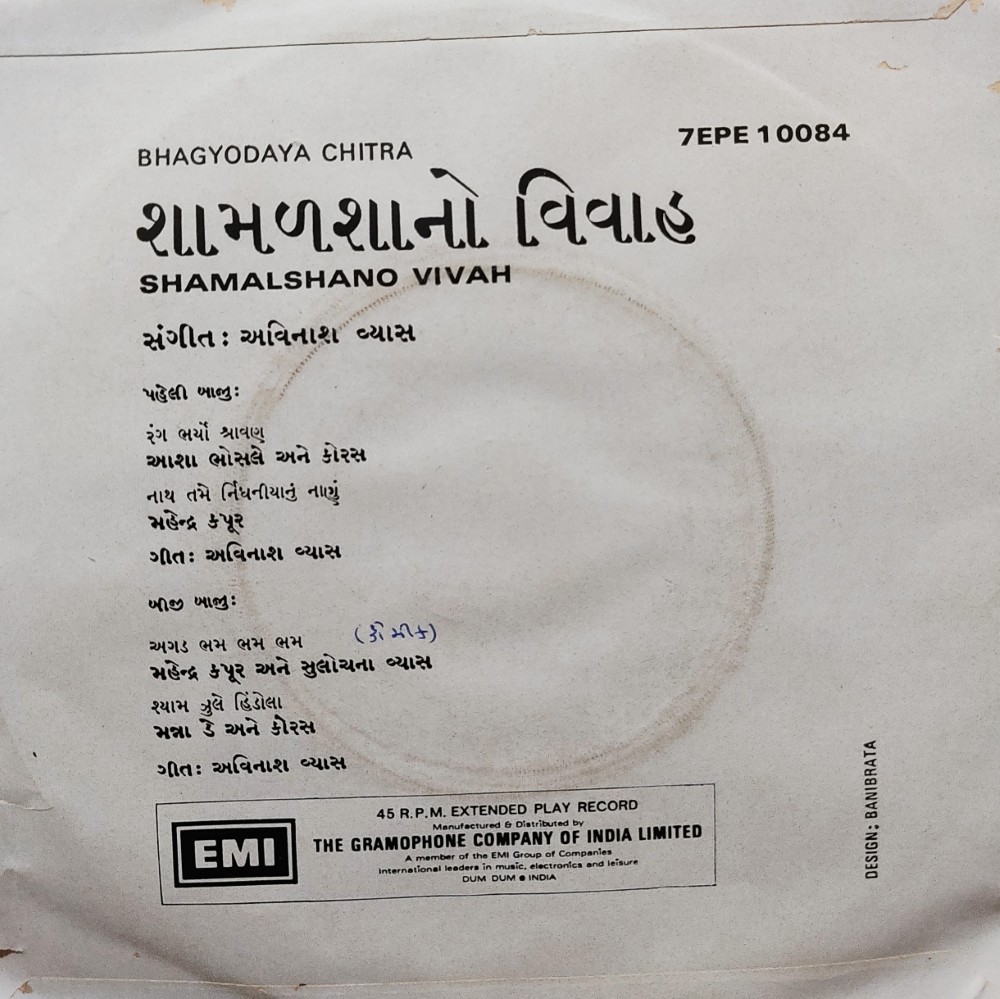 BHAGYODAYA CHITRA
7EPE 10084
શામળશાનો વિવાહ
SHAMALSHANO VIVAH
સંગીત: અવિનાશ વ્યાસ
પહેલી બાજુ:
રંગ ભર્યો શ્રાવણ
આશા ભોસલે અને કોરસ
નાથ તમે ર્નિધનીયાનું નાણું
મહેન્દ્ર કપૂર
ગીત: અવિનાશ વ્યાસ
બીજી બાજુ:
અગડ ભમ ભમ ભમ (કોમીક)
મહેન્દ્ર કપૂર અને સુલોચના વ્યાસ
શ્યામ ઝુલે હિંડોલા
મન્ના ડે અને કોરસ
ગીત: અવિનાશ વ્યાસ
EMI
45 R.P.M. EXTENDED PLAY RECORD
Manufactured & Distributed by
THE GRAMOPHONE COMPANY OF INDIA LIMITED
A member of the EMI Group of Companies
International leaders in music, electronics and leisure
DUM DUM ● INDIA
DESIGN: BANIBRATA